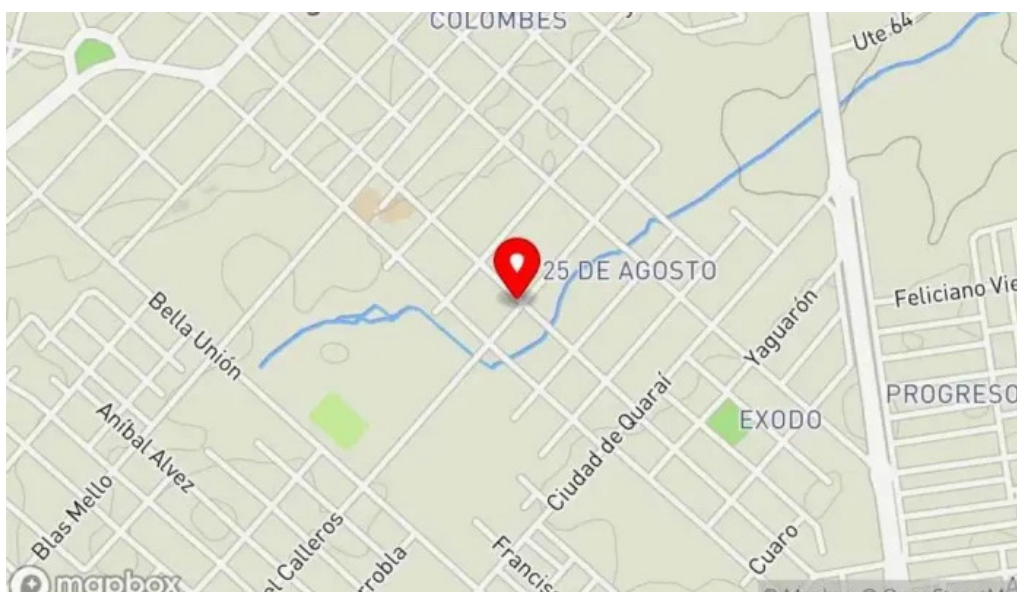 COLOMBES
Ute 64
25 DE AGOSTO
Feliciano Vie
Bella Unión
Yaguarón
PROGRESO
EXODO
Ciudad de Quaraí
Aníbal Alvez
Blas Mello
el Calleros
rrobla
Francis
Cuaro
mapbox